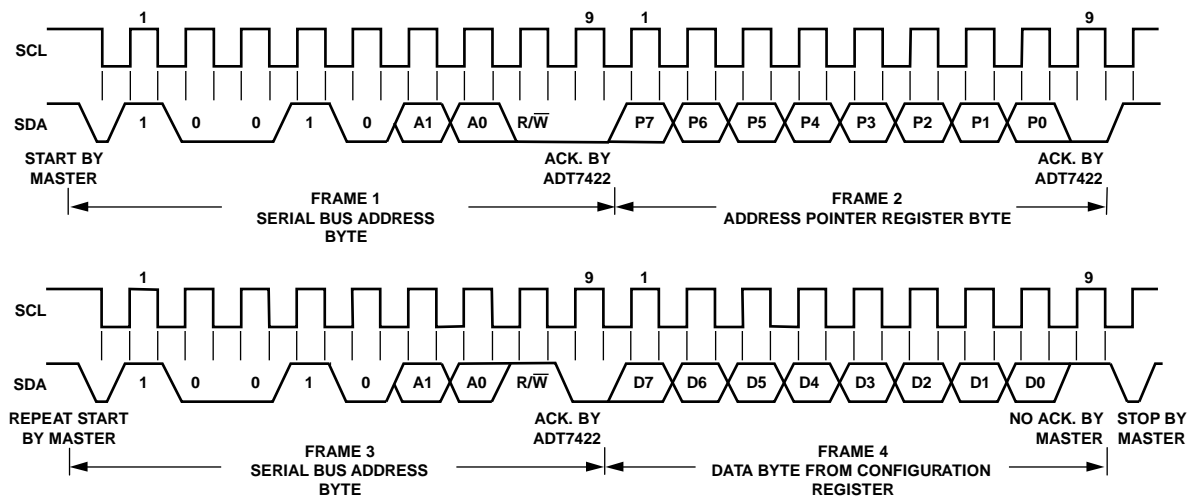 1 9 1 9
SCL
SDA 1 0 0 1 0 A1 A0 R/W̅ P7 P6 P5 P4 P3 P2 P1 P0
START BY
MASTER
ACK. BY
ADT7422
ACK. BY
ADT7422
FRAME 1
SERIAL BUS ADDRESS
BYTE
FRAME 2
ADDRESS POINTER REGISTER BYTE
1 9 1 9
SCL
SDA 1 0 0 1 0 A1 A0 R/W̅ D7 D6 D5 D4 D3 D2 D1 D0
REPEAT START
BY MASTER
ACK. BY
ADT7422
NO ACK. BY
MASTER
STOP BY
MASTER
FRAME 3
SERIAL BUS ADDRESS
BYTE
FRAME 4
DATA BYTE FROM CONFIGURATION
REGISTER